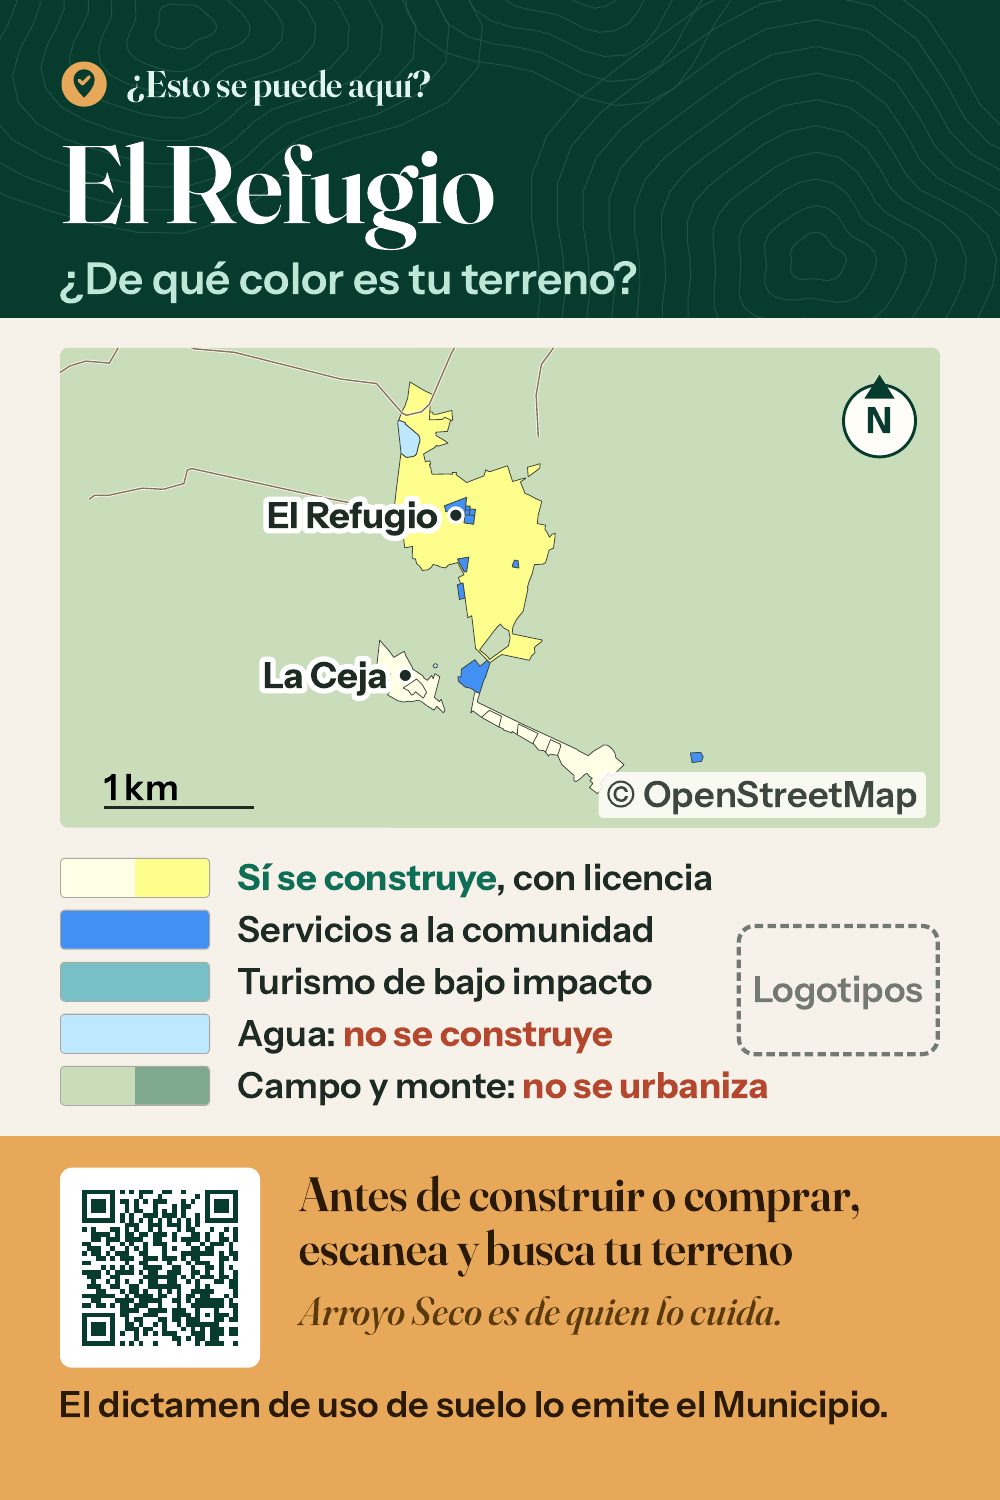 ¿Esto se puede aquí?
El Refugio
¿De qué color es tu terreno?
N
El Refugio
La Ceja
1 km
© OpenStreetMap
Sí se construye, con licencia
Servicios a la comunidad
Turismo de bajo impacto
Agua: no se construye
Campo y monte: no se urbaniza
Logotipos
Antes de construir o comprar,
escanea y busca tu terreno
Arroyo Seco es de quien lo cuida.
El dictamen de uso de suelo lo emite el Municipio.